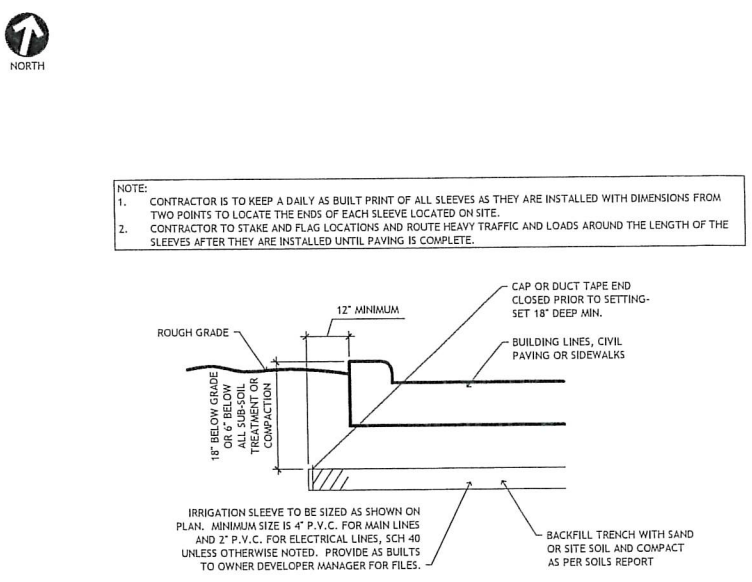 NORTH
NOTE:
1. CONTRACTOR IS TO KEEP A DAILY AS BUILT PRINT OF ALL SLEEVES AS THEY ARE INSTALLED WITH DIMENSIONS FROM
TWO POINTS TO LOCATE THE ENDS OF EACH SLEEVE LOCATED ON SITE.
2. CONTRACTOR TO STAKE AND FLAG LOCATIONS AND ROUTE HEAVY TRAFFIC AND LOADS AROUND THE LENGTH OF THE
SLEEVES AFTER THEY ARE INSTALLED UNTIL PAVING IS COMPLETE.
CAP OR DUCT TAPE END
CLOSED PRIOR TO SETTING-
SET 18" DEEP MIN.
12" MINIMUM
ROUGH GRADE
BUILDING LINES, CIVIL
PAVING OR SIDEWALKS
18" BELOW GRADE
OR 6" BELOW
ALL SUB-SOIL
TREATMENT OR
COMPACTION
IRRIGATION SLEEVE TO BE SIZED AS SHOWN ON
PLAN. MINIMUM SIZE IS 4" P.V.C. FOR MAIN LINES
AND 2" P.V.C. FOR ELECTRICAL LINES, SCH 40
UNLESS OTHERWISE NOTED. PROVIDE AS BUILTS
TO OWNER DEVELOPER MANAGER FOR FILES.
BACKFILL TRENCH WITH SAND
OR SITE SOIL AND COMPACT
AS PER SOILS REPORT